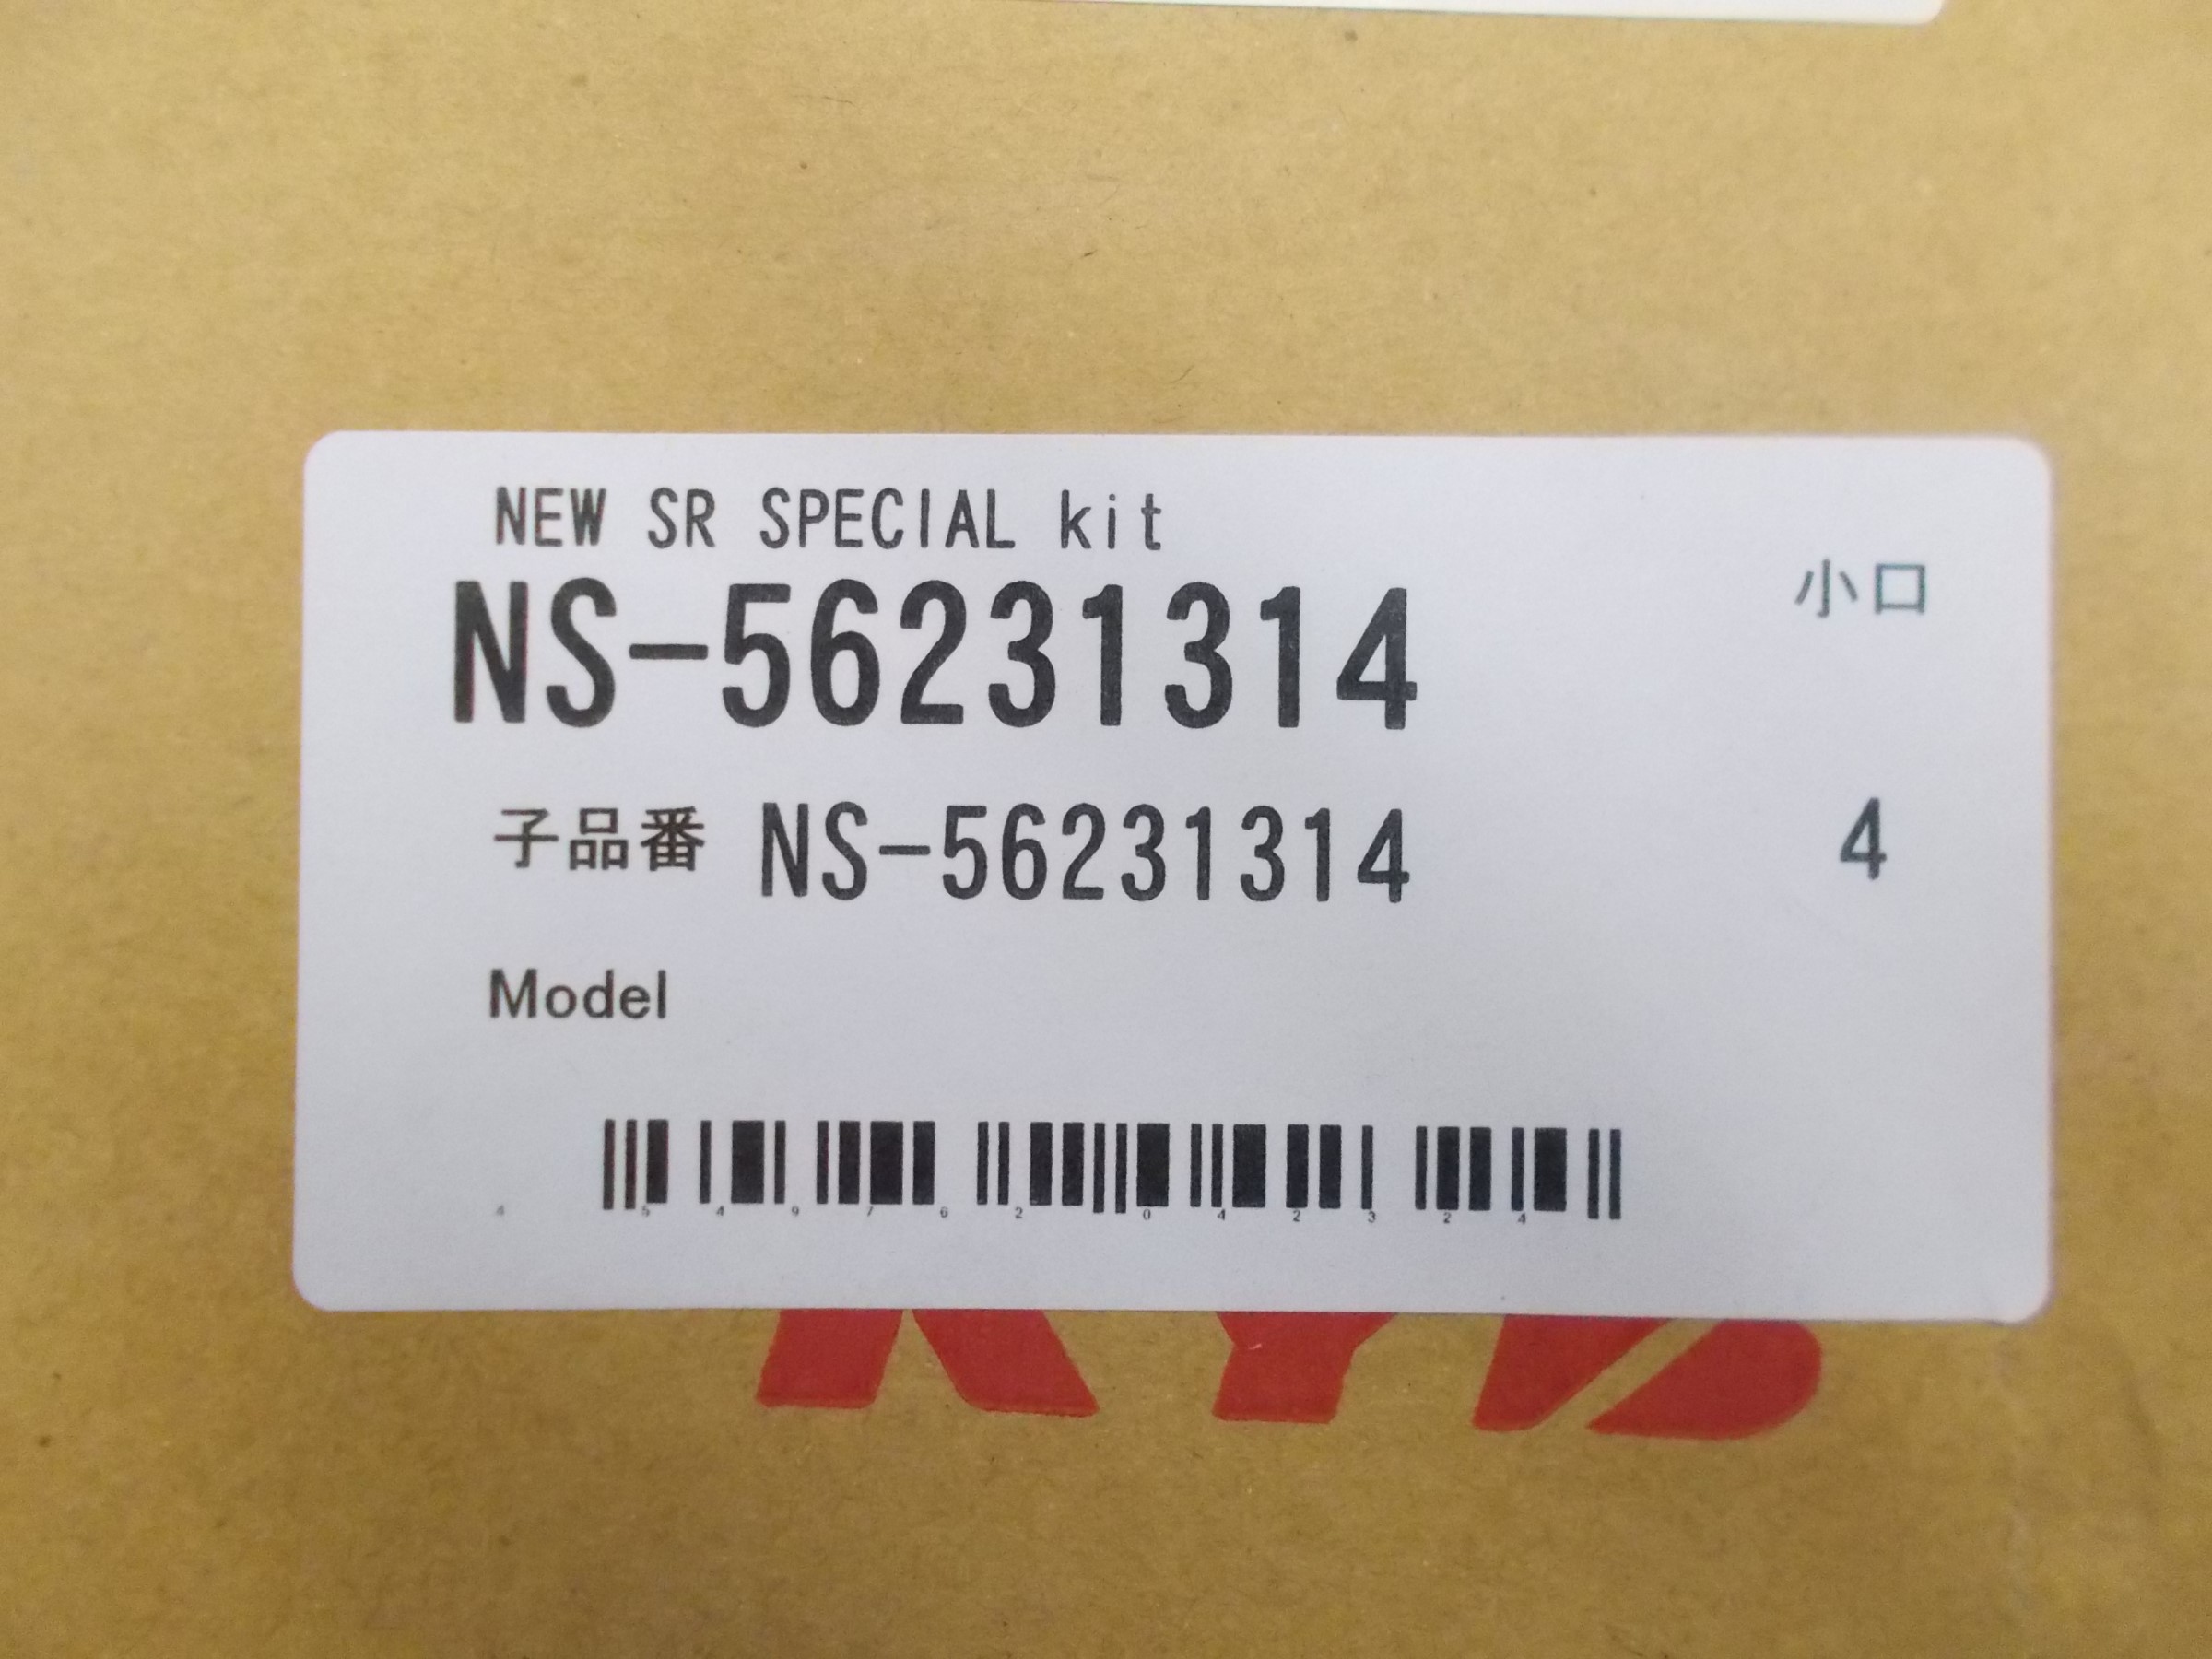 NEW SR SPECIAL kit
小口
NS-56231314
子品番 NS-56231314 4
Model
4 5 4 9 7 6 2 0 4 2 3 2 4
KYB